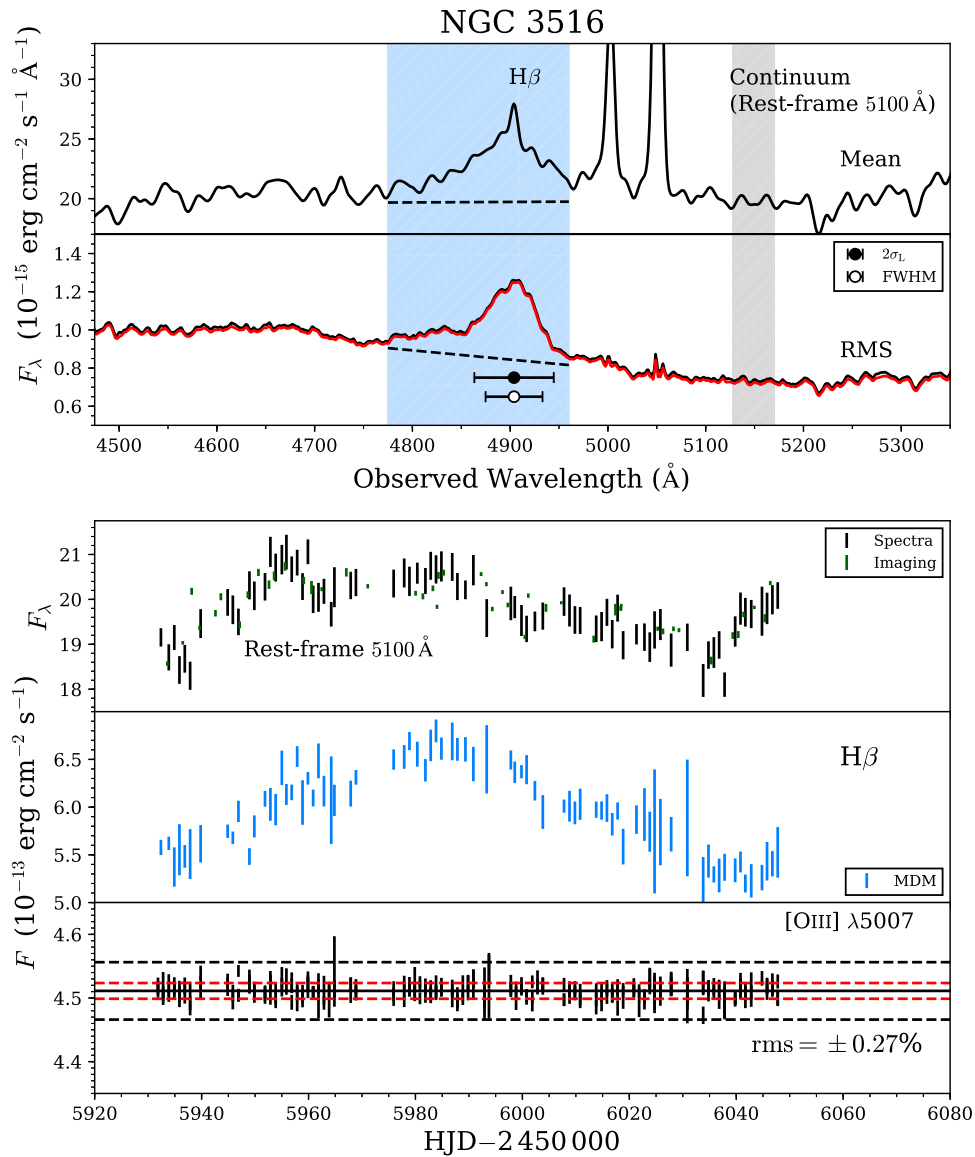 NGC 3516
F_λ (10⁻¹⁵ erg cm⁻² s⁻¹ Å⁻¹)
33
30
25
20
Hβ
Continuum
(Rest-frame 5100 Å)
Mean
1.4
1.2
1.0
0.8
0.6
2σ_L
FWHM
RMS
4500 4600 4700 4800 4900 5000 5100 5200 5300
Observed Wavelength (Å)
F_λ
21
20
19
18
Spectra
Imaging
Rest-frame 5100 Å
F (10⁻¹³ erg cm⁻² s⁻¹)
6.5
6.0
5.5
5.0
Hβ
MDM
4.6
4.5
4.4
[OIII] λ5007
rms = ± 0.27%
5920 5940 5960 5980 6000 6020 6040 6060 6080
HJD−2 450 000